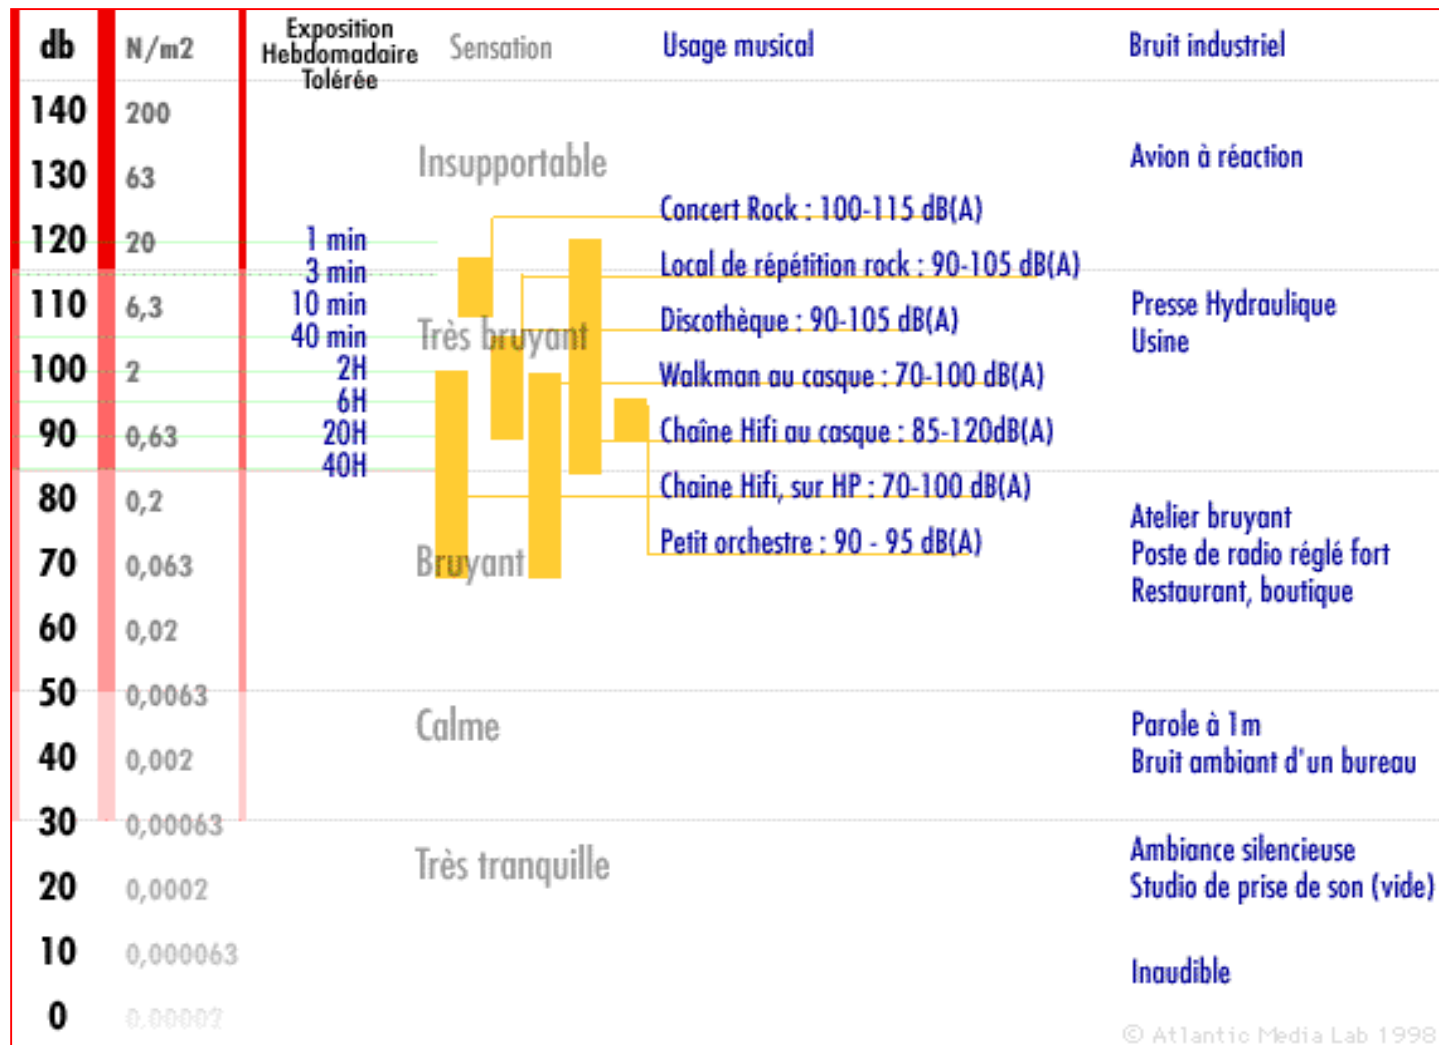 db
N/m2
Exposition
Hebdomadaire
Tolérée
Sensation
Usage musical
Bruit industriel
140
200
130
63
120
20
110
6,3
100
2
90
0,63
80
0,2
70
0,063
60
0,02
50
0,0063
40
0,002
30
0,00063
20
0,0002
10
0,000063
0
0,00002
1 min
3 min
10 min
40 min
2H
6H
20H
40H
Insupportable
Très bruyant
Bruyant
Calme
Très tranquille
Concert Rock : 100-115 dB(A)
Local de répétition rock : 90-105 dB(A)
Discothèque : 90-105 dB(A)
Walkman au casque : 70-100 dB(A)
Chaîne Hifi au casque : 85-120dB(A)
Chaine Hifi, sur HP : 70-100 dB(A)
Petit orchestre : 90 - 95 dB(A)
Avion à réaction
Presse Hydraulique
Usine
Atelier bruyant
Poste de radio réglé fort
Restaurant, boutique
Parole à 1m
Bruit ambiant d'un bureau
Ambiance silencieuse
Studio de prise de son (vide)
Inaudible
© Atlantic Media Lab 1998